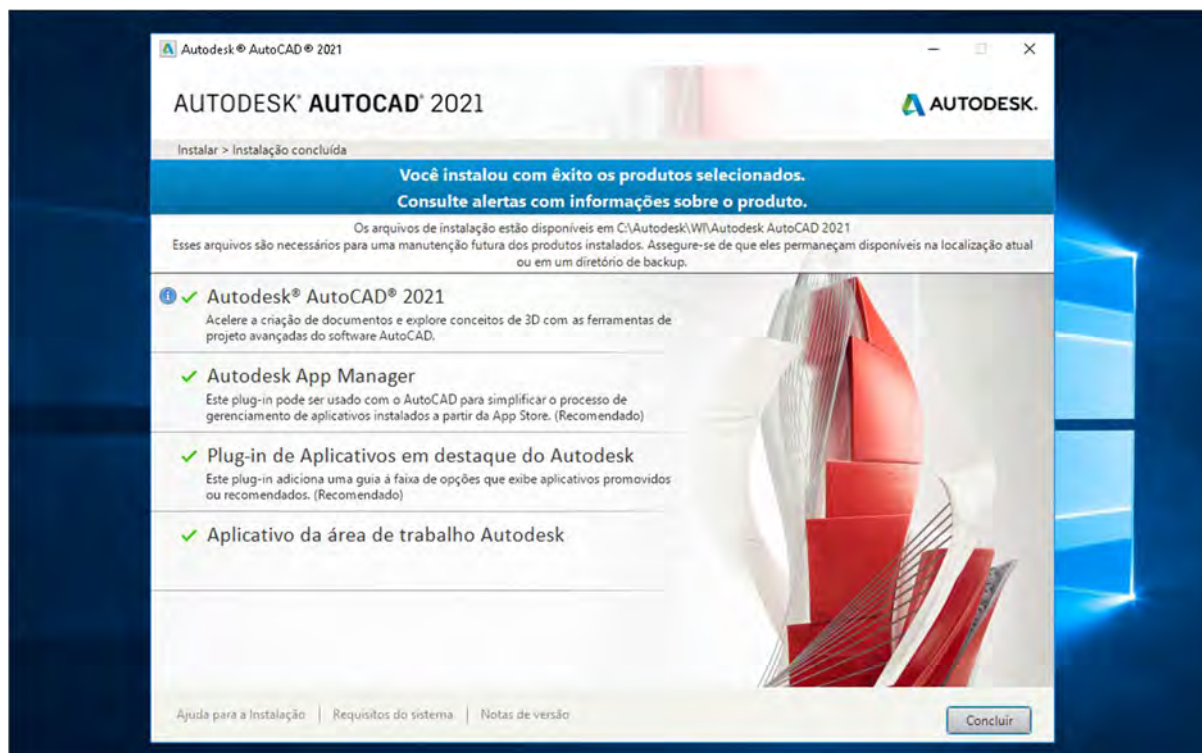 Autodesk® AutoCAD® 2021
AUTODESK® AUTOCAD® 2021
AUTODESK.
Instalar > Instalação concluída
Você instalou com êxito os produtos selecionados.
Consulte alertas com informações sobre o produto.
Os arquivos de instalação estão disponíveis em C:\Autodesk\WI\Autodesk AutoCAD 2021
Esses arquivos são necessários para uma manutenção futura dos produtos instalados. Assegure-se de que eles permaneçam disponíveis na localização atual
ou em um diretório de backup.
Autodesk® AutoCAD® 2021
Acelere a criação de documentos e explore conceitos de 3D com as ferramentas de
projeto avançadas do software AutoCAD.
Autodesk App Manager
Este plug-in pode ser usado com o AutoCAD para simplificar o processo de
gerenciamento de aplicativos instalados a partir da App Store. (Recomendado)
Plug-in de Aplicativos em destaque do Autodesk
Este plug-in adiciona uma guia à faixa de opções que exibe aplicativos promovidos
ou recomendados. (Recomendado)
Aplicativo da área de trabalho Autodesk
Ajuda para a Instalação | Requisitos do sistema | Notas de versão
Concluir